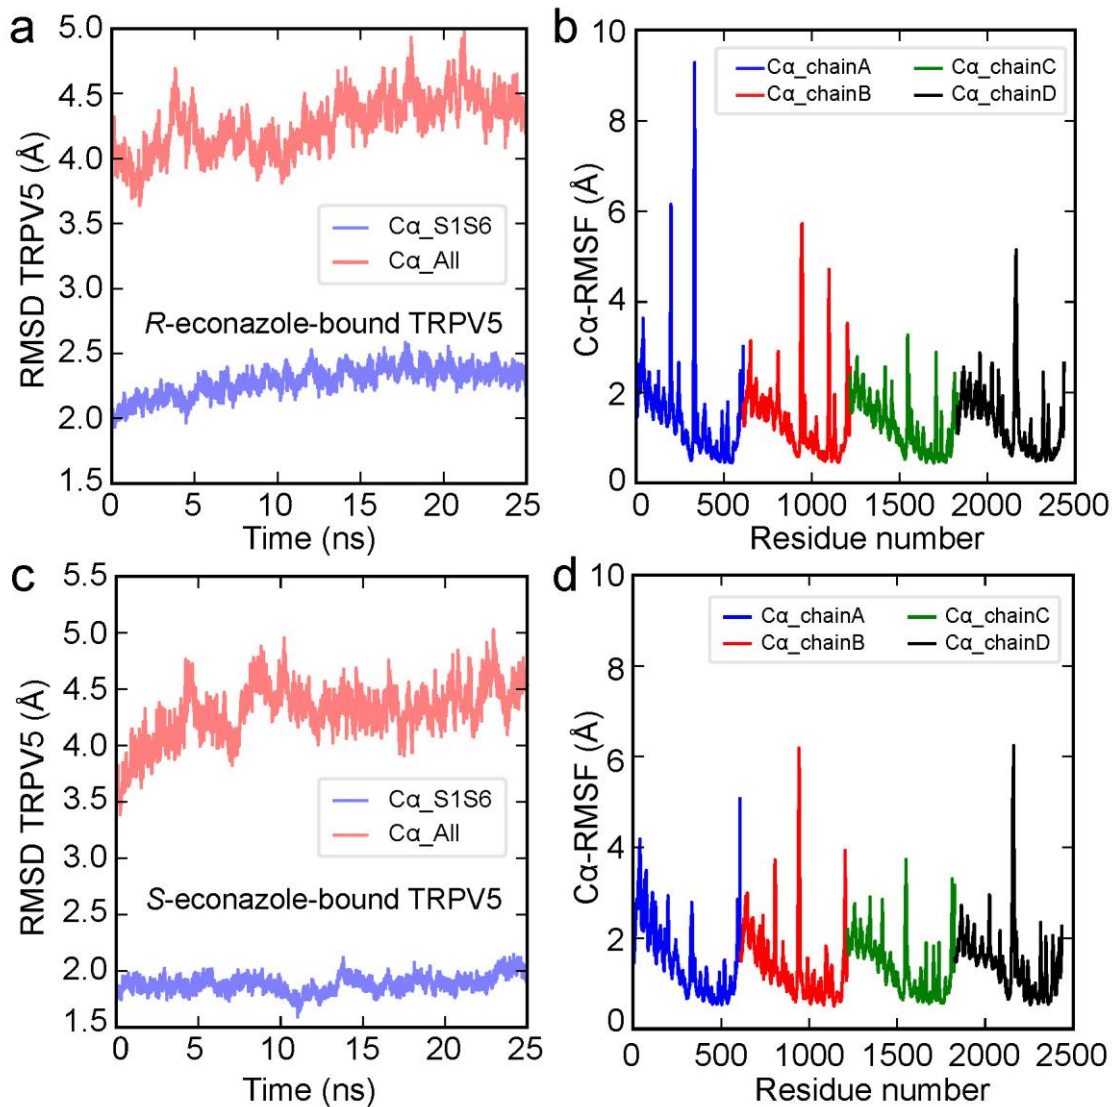 a
5.0
4.5
4.0
3.5
3.0
2.5
2.0
1.5
RMSD TRPV5 (Å)
Cα_S1S6
Cα_All
R-econazole-bound TRPV5
0 5 10 15 20 25
Time (ns)
b
10
8
6
4
2
0
Cα-RMSF (Å)
Cα_chainA Cα_chainC
Cα_chainB Cα_chainD
0 500 1000 1500 2000 2500
Residue number
c
5.5
5.0
4.5
4.0
3.5
3.0
2.5
2.0
1.5
RMSD TRPV5 (Å)
Cα_S1S6
Cα_All
S-econazole-bound TRPV5
0 5 10 15 20 25
Time (ns)
d
10
8
6
4
2
0
Cα-RMSF (Å)
Cα_chainA Cα_chainC
Cα_chainB Cα_chainD
0 500 1000 1500 2000 2500
Residue number